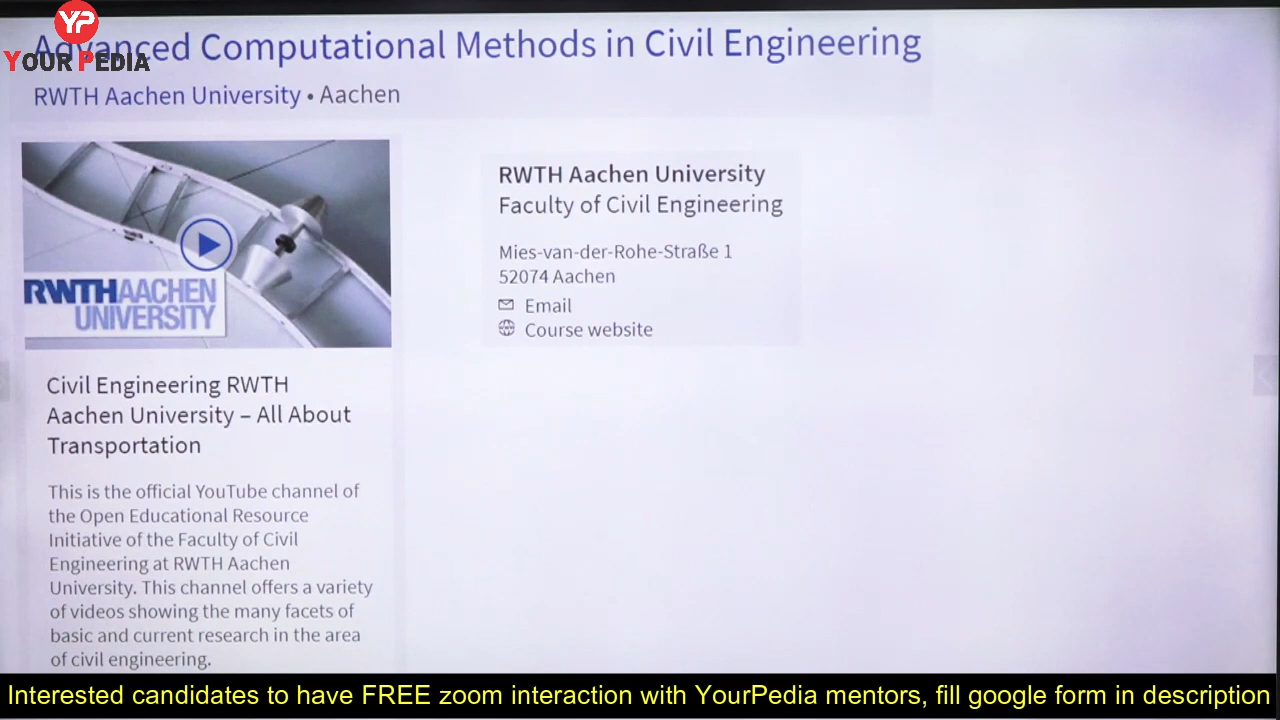 YP
YOUR PEDIA
Advanced Computational Methods in Civil Engineering
RWTH Aachen University • Aachen
RWTHAACHEN
UNIVERSITY
Civil Engineering RWTH
Aachen University – All About
Transportation
This is the official YouTube channel of
the Open Educational Resource
Initiative of the Faculty of Civil
Engineering at RWTH Aachen
University. This channel offers a variety
of videos showing the many facets of
basic and current research in the area
of civil engineering.
RWTH Aachen University
Faculty of Civil Engineering
Mies-van-der-Rohe-Straße 1
52074 Aachen
Email
Course website
Interested candidates to have FREE zoom interaction with YourPedia mentors, fill google form in description